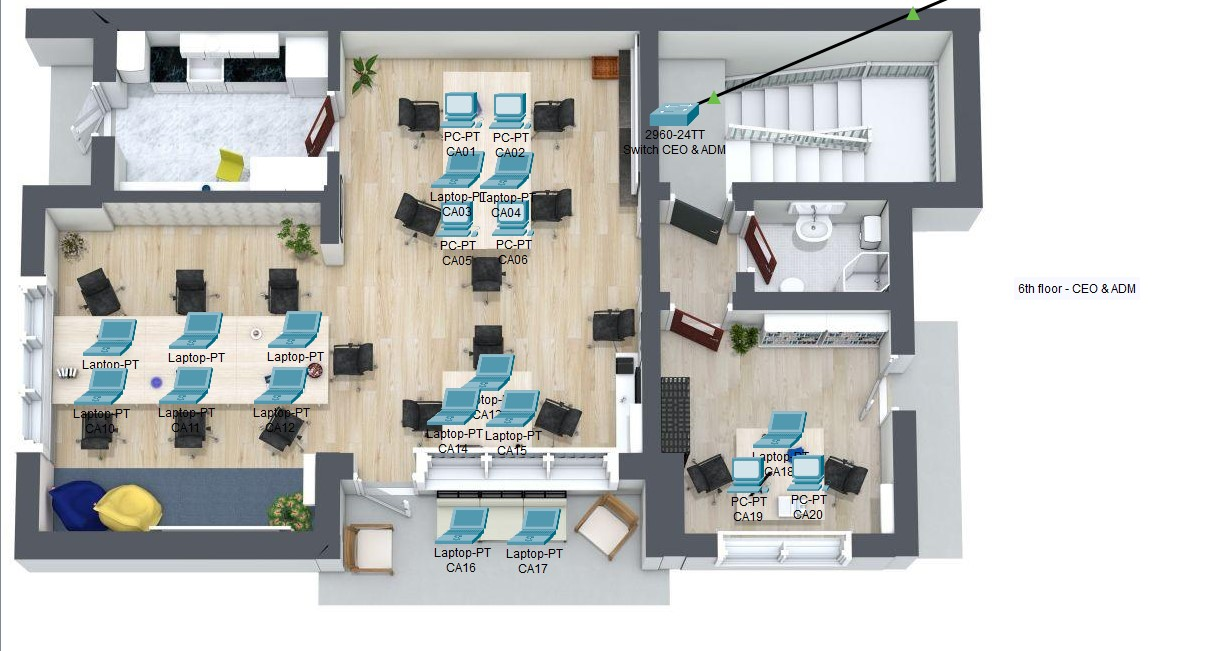 2960-24TT
Switch CEO & ADM
PC-PT
CA01
PC-PT
CA02
Laptop-PT
CA03
Laptop-PT
CA04
PC-PT
CA05
PC-PT
CA06
6th floor - CEO & ADM
Laptop-PT
Laptop-PT
Laptop-PT
Laptop-PT
CA10
Laptop-PT
CA11
Laptop-PT
CA12
Laptop-PT
CA14
Laptop-PT
CA15
Laptop-PT
CA18
PC-PT
CA19
PC-PT
CA20
Laptop-PT
CA16
Laptop-PT
CA17